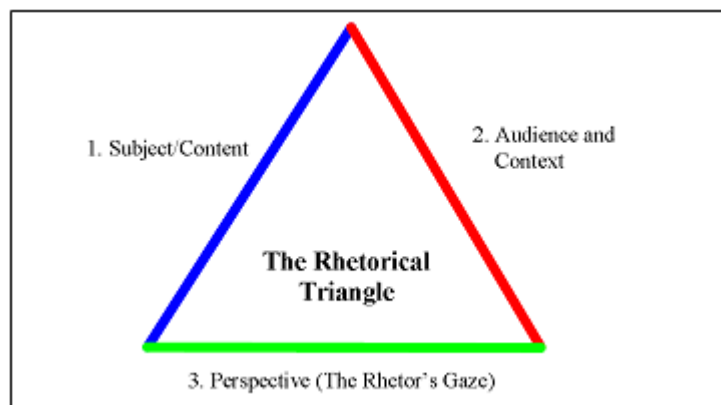 1. Subject/Content
2. Audience and
Context
The Rhetorical
Triangle
3. Perspective (The Rhetor's Gaze)